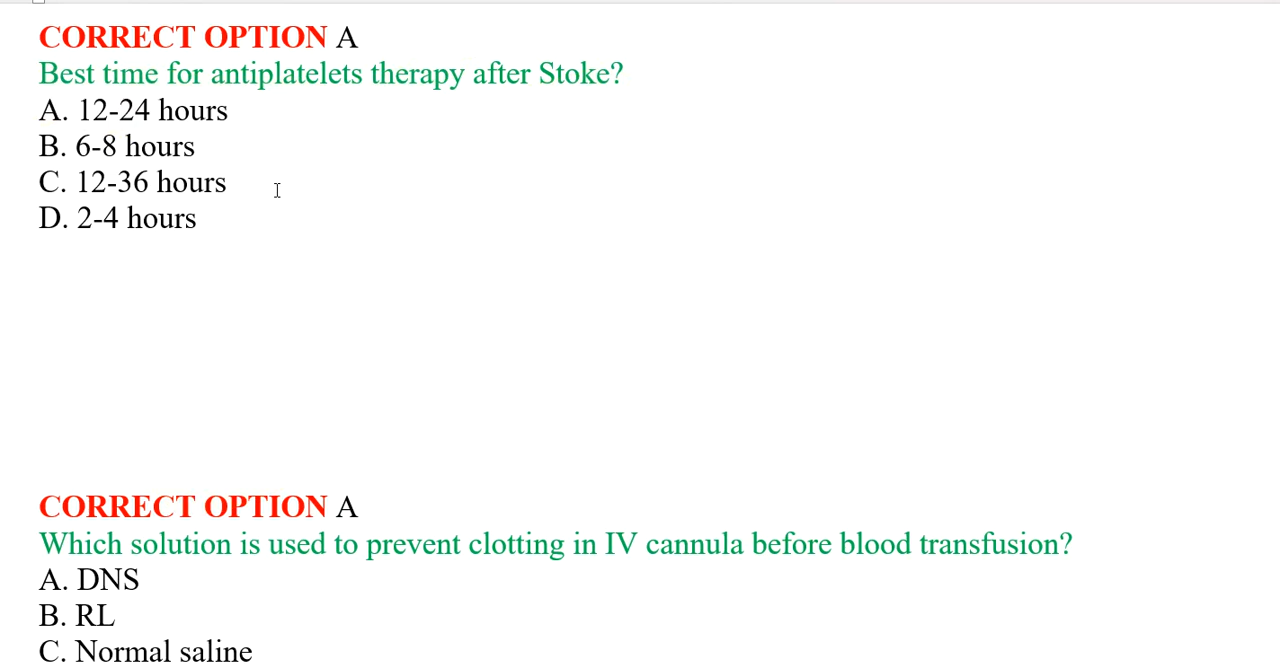 CORRECT OPTION A
Best time for antiplatelets therapy after Stoke?
A. 12-24 hours
B. 6-8 hours
C. 12-36 hours
D. 2-4 hours
CORRECT OPTION A
Which solution is used to prevent clotting in IV cannula before blood transfusion?
A. DNS
B. RL
C. Normal saline